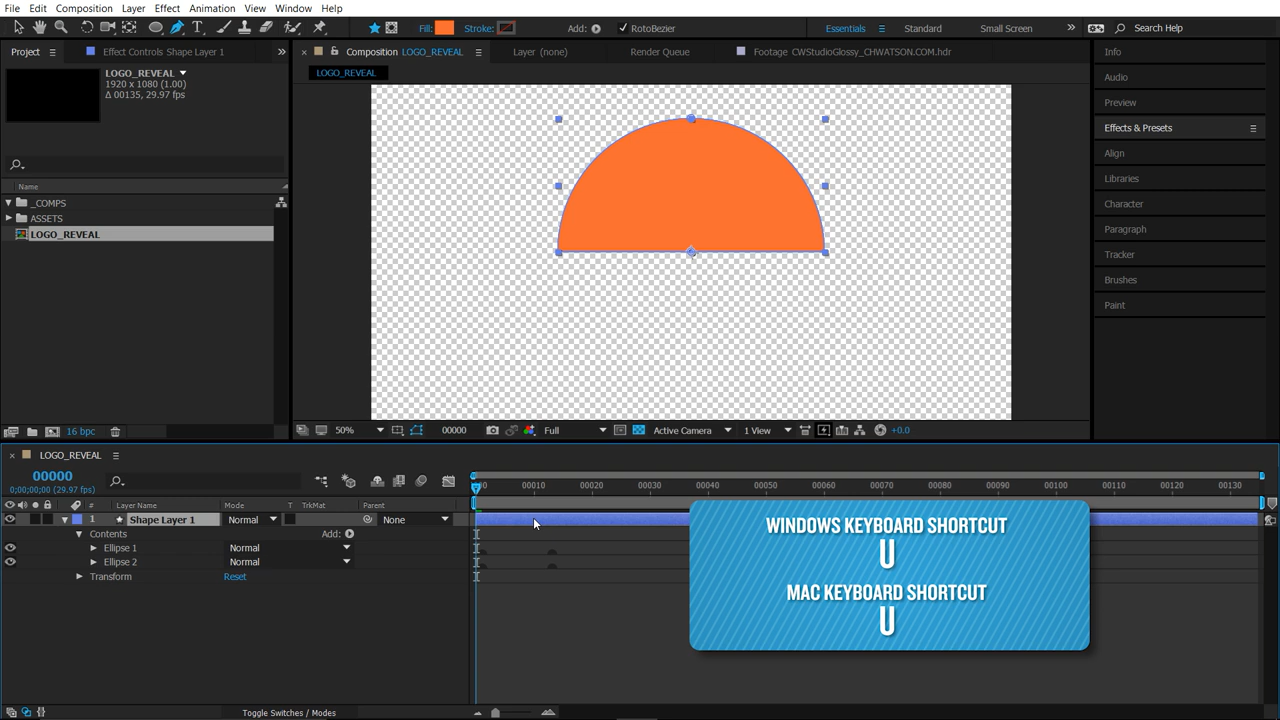 File Edit Composition Layer Effect Animation View Window Help
Fill: Stroke: Add: RotoBezier Essentials Standard Small Screen Search Help
Project Effect Controls Shape Layer 1 Composition LOGO_REVEAL Layer (none) Render Queue Footage CWStudioGlossy_CHWATSON.COM.hdr
Info
LOGO_REVEAL
1920 x 1080 (1.00)
Δ 00135, 29.97 fps
LOGO_REVEAL
Audio
Preview
Effects & Presets
Align
Libraries
Character
Paragraph
Tracker
Brushes
Paint
Name
_COMPS
ASSETS
LOGO_REVEAL
16 bpc
50% 00000 Full Active Camera 1 View +0.0
LOGO_REVEAL
00000
0;00;00;00 (29.97 fps)
00010 00020 00030 00040 00050 00060 00070 00080 00090 00100 00110 00120 00130
# Layer Name Mode T TrkMat Parent
1 Shape Layer 1 Normal None
Contents Add:
Ellipse 1 Normal
Ellipse 2 Normal
Transform Reset
WINDOWS KEYBOARD SHORTCUT
U
MAC KEYBOARD SHORTCUT
U
Toggle Switches / Modes